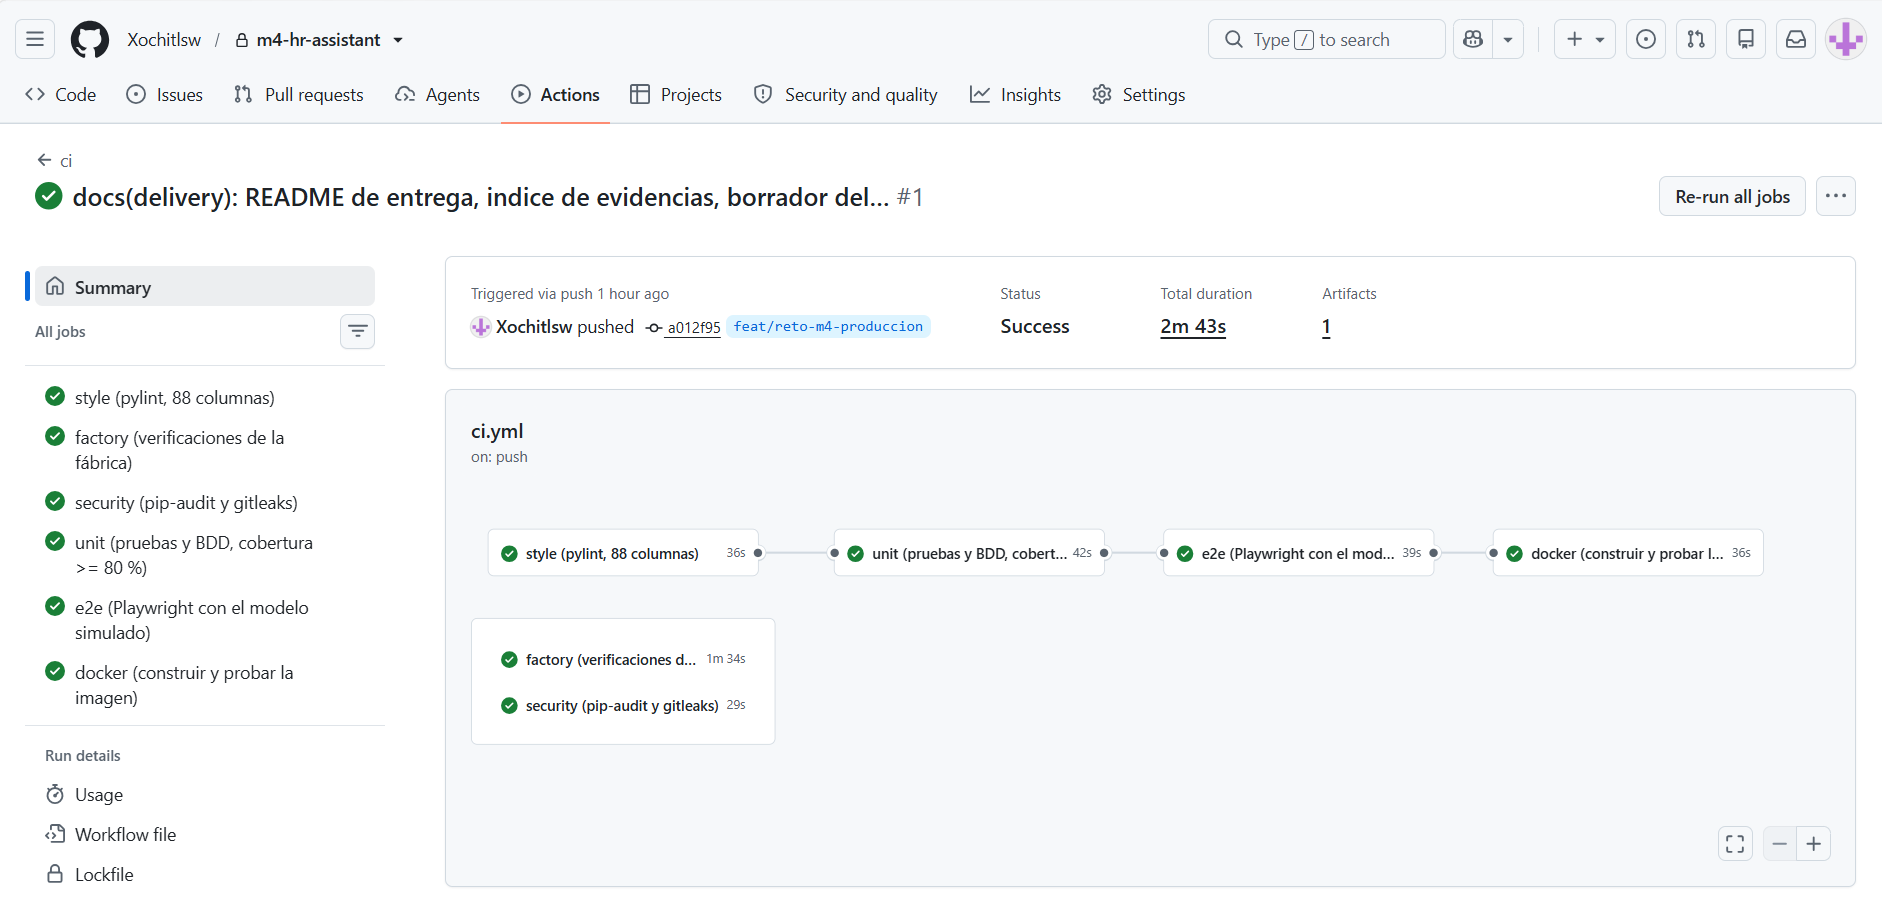 Xochitlsw / m4-hr-assistant
Type / to search
Code
Issues
Pull requests
Agents
Actions
Projects
Security and quality
Insights
Settings
ci
docs(delivery): README de entrega, indice de evidencias, borrador del... #1
Re-run all jobs
Summary
All jobs
style (pylint, 88 columnas)
factory (verificaciones de la
fábrica)
security (pip-audit y gitleaks)
unit (pruebas y BDD, cobertura
>= 80 %)
e2e (Playwright con el modelo
simulado)
docker (construir y probar la
imagen)
Run details
Usage
Workflow file
Lockfile
Triggered via push 1 hour ago
Xochitlsw pushed a012f95 feat/reto-m4-produccion
Status
Success
Total duration
2m 43s
Artifacts
1
ci.yml
on: push
style (pylint, 88 columnas) 36s
unit (pruebas y BDD, cobert... 42s
e2e (Playwright con el mod... 39s
docker (construir y probar l... 36s
factory (verificaciones d... 1m 34s
security (pip-audit y gitleaks) 29s